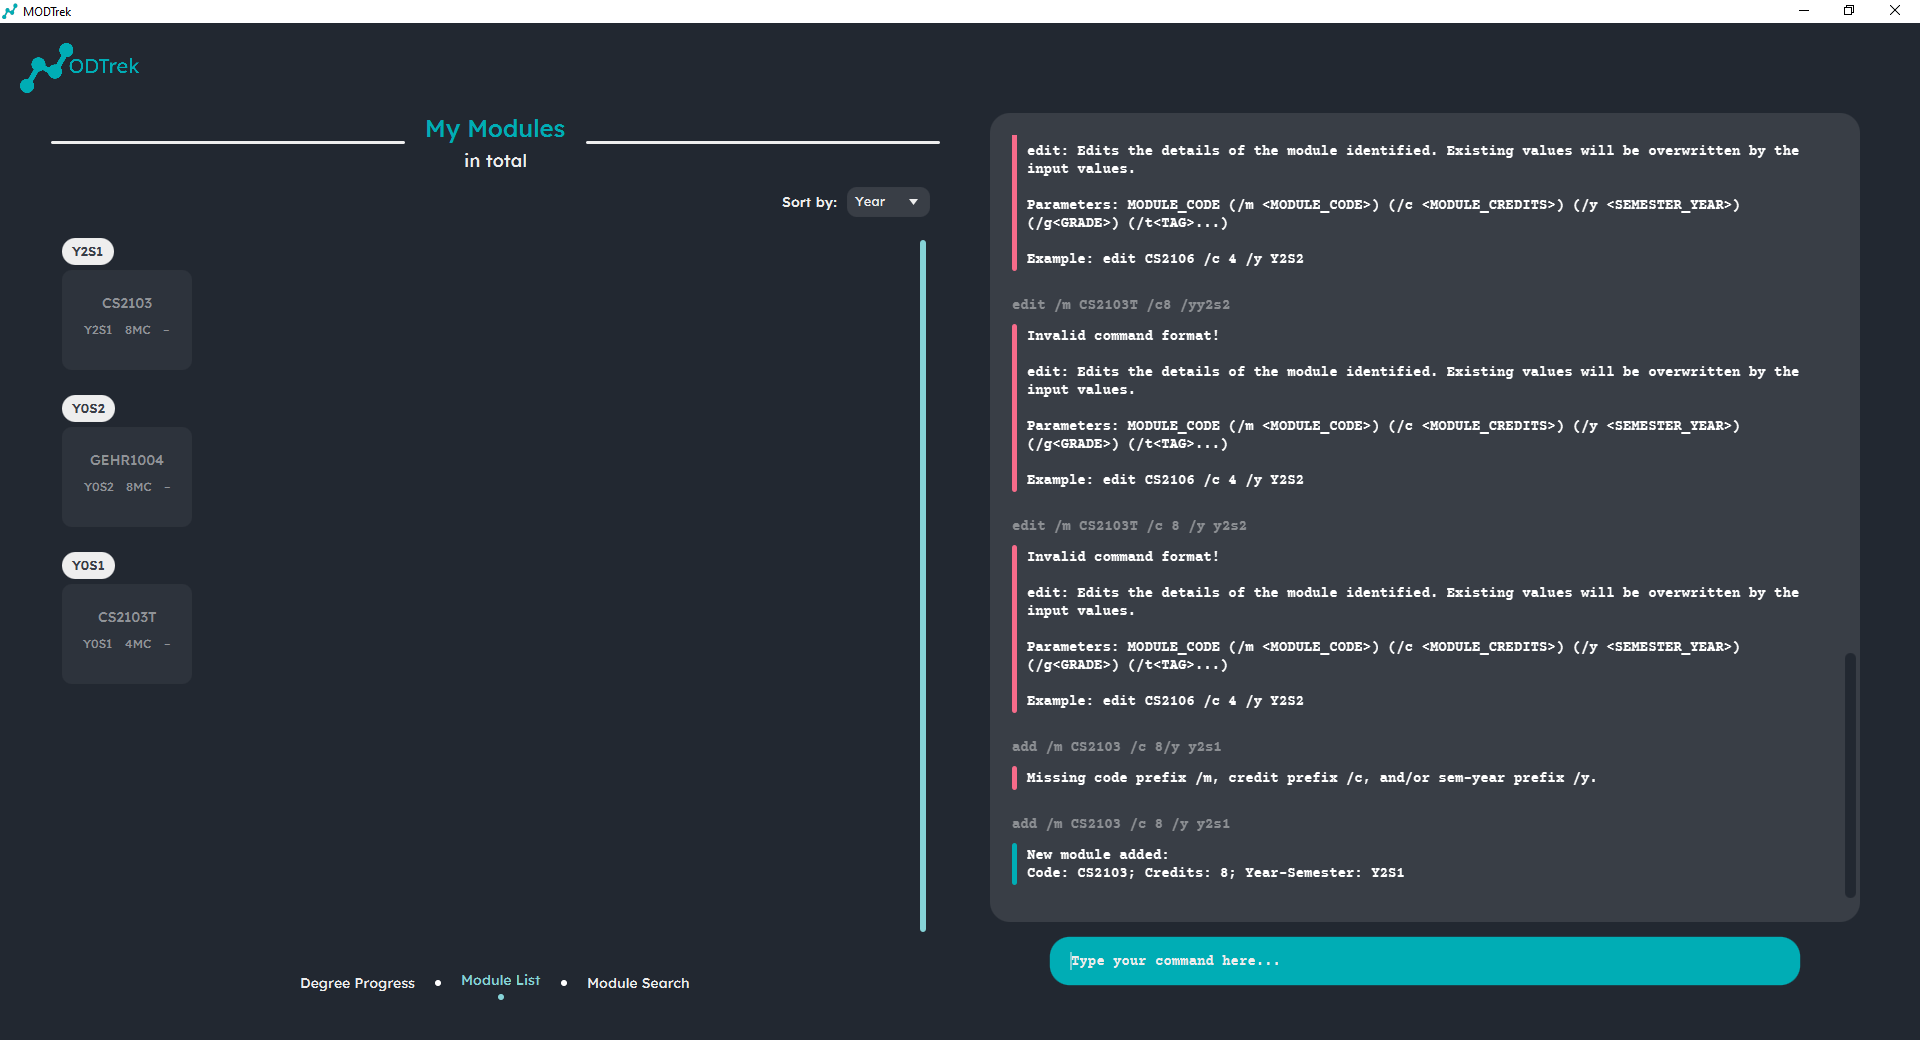 MODTrek
ODTrek
My Modules
in total
Sort by: Year
Y2S1
CS2103
Y2S1 8MC –
Y0S2
GEHR1004
Y0S2 8MC –
Y0S1
CS2103T
Y0S1 4MC –
Degree Progress • Module List • Module Search
edit: Edits the details of the module identified. Existing values will be overwritten by the
input values.
Parameters: MODULE_CODE (/m <MODULE_CODE>) (/c <MODULE_CREDITS>) (/y <SEMESTER_YEAR>)
(/g<GRADE>) (/t<TAG>...)
Example: edit CS2106 /c 4 /y Y2S2
edit /m CS2103T /c8 /yy2s2
Invalid command format!
edit: Edits the details of the module identified. Existing values will be overwritten by the
input values.
Parameters: MODULE_CODE (/m <MODULE_CODE>) (/c <MODULE_CREDITS>) (/y <SEMESTER_YEAR>)
(/g<GRADE>) (/t<TAG>...)
Example: edit CS2106 /c 4 /y Y2S2
edit /m CS2103T /c 8 /y y2s2
Invalid command format!
edit: Edits the details of the module identified. Existing values will be overwritten by the
input values.
Parameters: MODULE_CODE (/m <MODULE_CODE>) (/c <MODULE_CREDITS>) (/y <SEMESTER_YEAR>)
(/g<GRADE>) (/t<TAG>...)
Example: edit CS2106 /c 4 /y Y2S2
add /m CS2103 /c 8/y y2s1
Missing code prefix /m, credit prefix /c, and/or sem-year prefix /y.
add /m CS2103 /c 8 /y y2s1
New module added:
Code: CS2103; Credits: 8; Year-Semester: Y2S1
Type your command here...